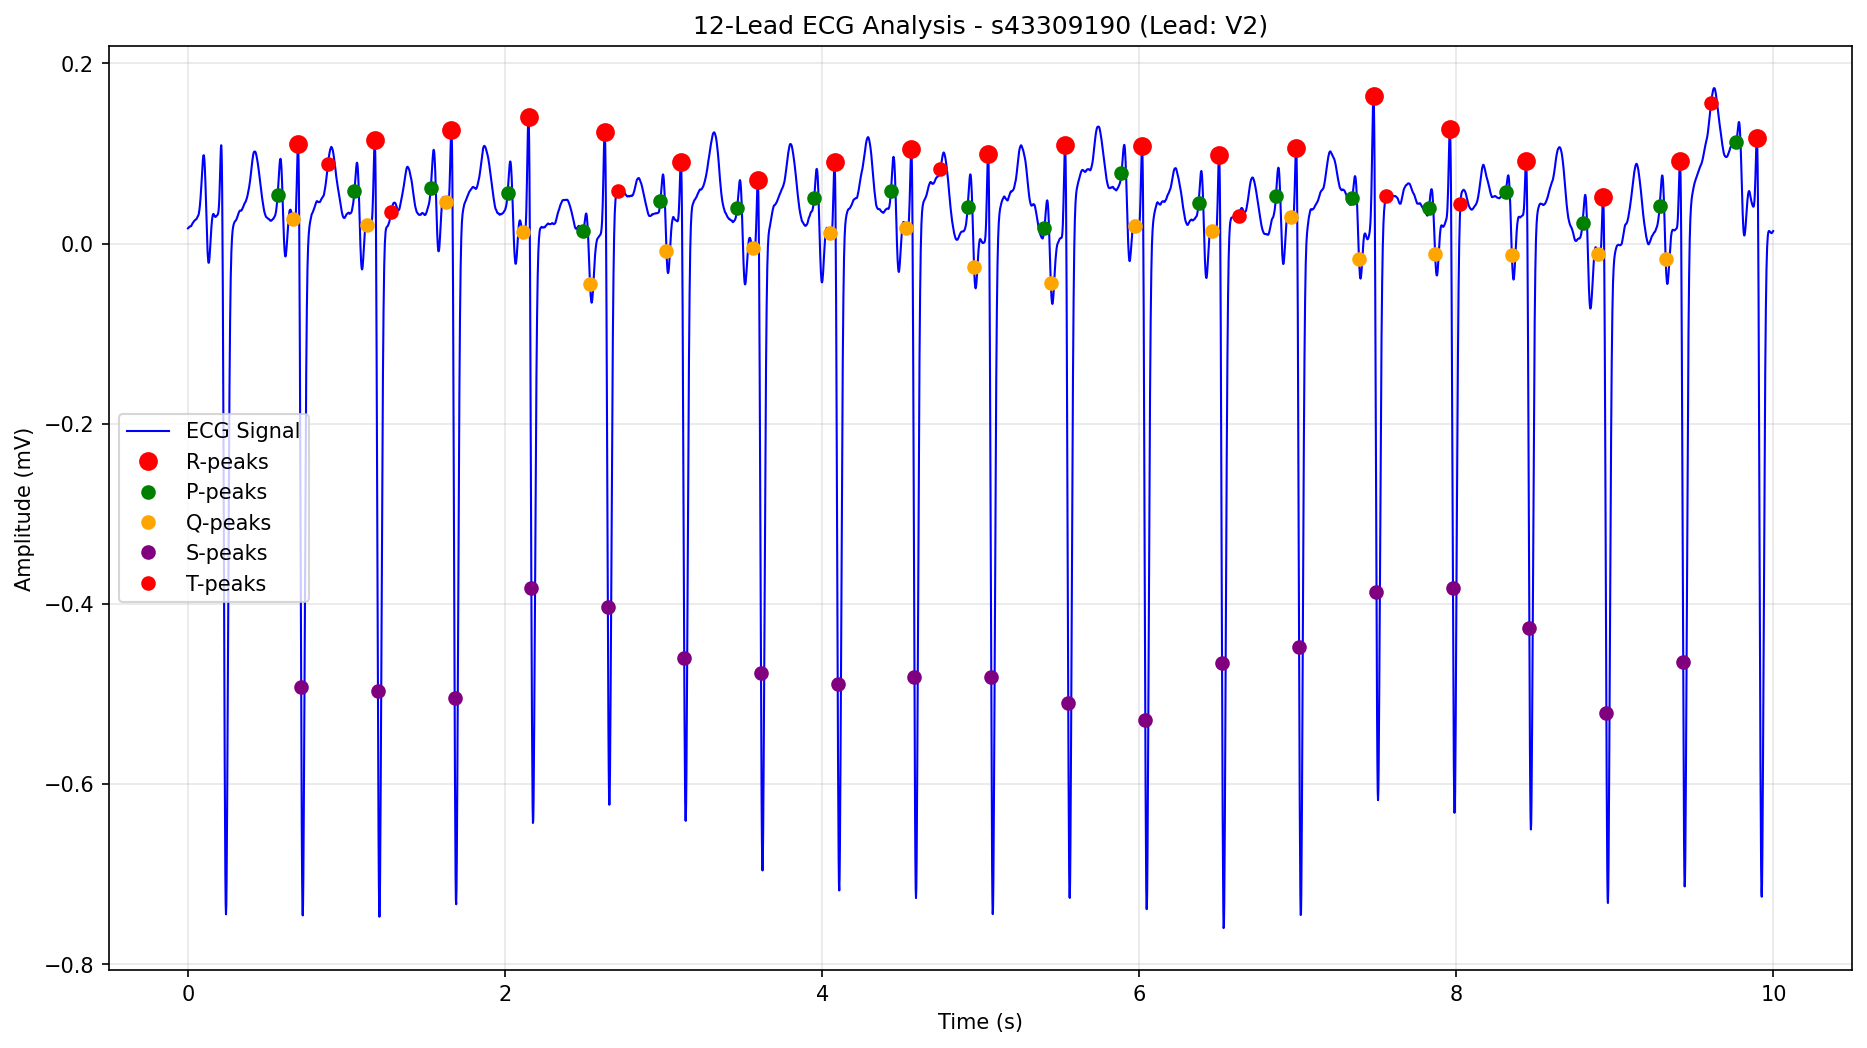 12-Lead ECG Analysis - s43309190 (Lead: V2)
Amplitude (mV)
0.2
0.0
−0.2
−0.4
−0.6
−0.8
ECG Signal
R-peaks
P-peaks
Q-peaks
S-peaks
T-peaks
0 2 4 6 8 10
Time (s)